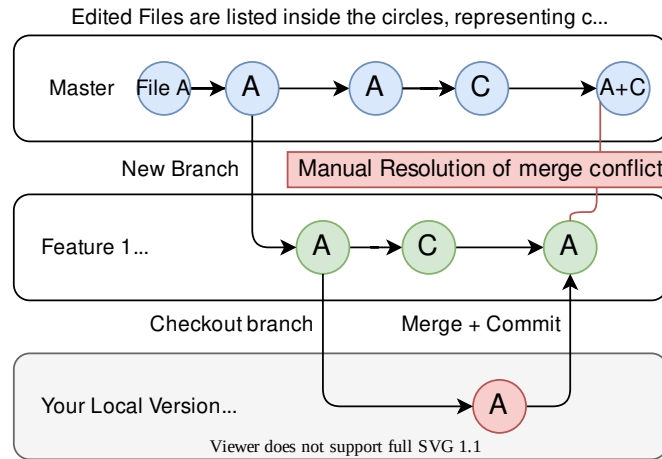 Edited Files are listed inside the circles, representing c...
Master
File A
A
A
C
A+C
New Branch
Manual Resolution of merge conflict
Feature 1...
A
C
A
Checkout branch
Merge + Commit
Your Local Version...
A
Viewer does not support full SVG 1.1